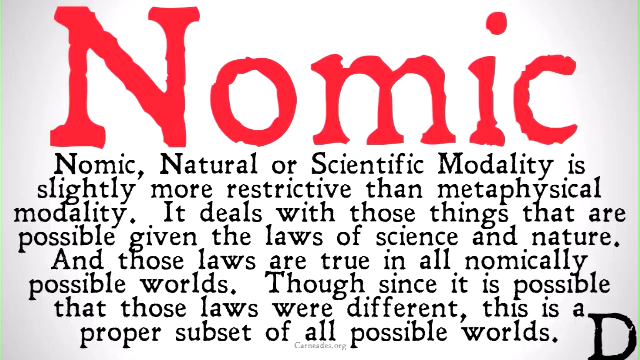 Nomic
Nomic, Natural or Scientific Modality is
slightly more restrictive than metaphysical
modality. It deals with those things that are
possible given the laws of science and nature.
And those laws are true in all nomically
possible worlds. Though since it is possible
that those laws were different, this is a
proper subset of all possible worlds.
Carneades.org
D